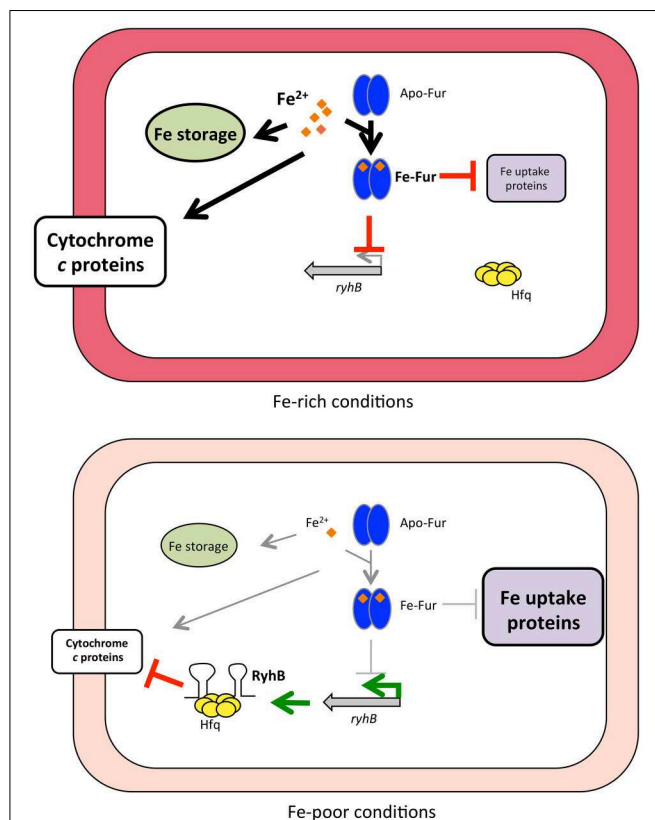 Fe2+
Apo-Fur
Fe storage
Fe-Fur
Fe uptake
proteins
Cytochrome
c proteins
ryhB
Hfq
Fe-rich conditions
Fe2+
Apo-Fur
Fe storage
Fe-Fur
Fe uptake
proteins
Cytochrome
c proteins
RyhB
Hfq
ryhB
Fe-poor conditions